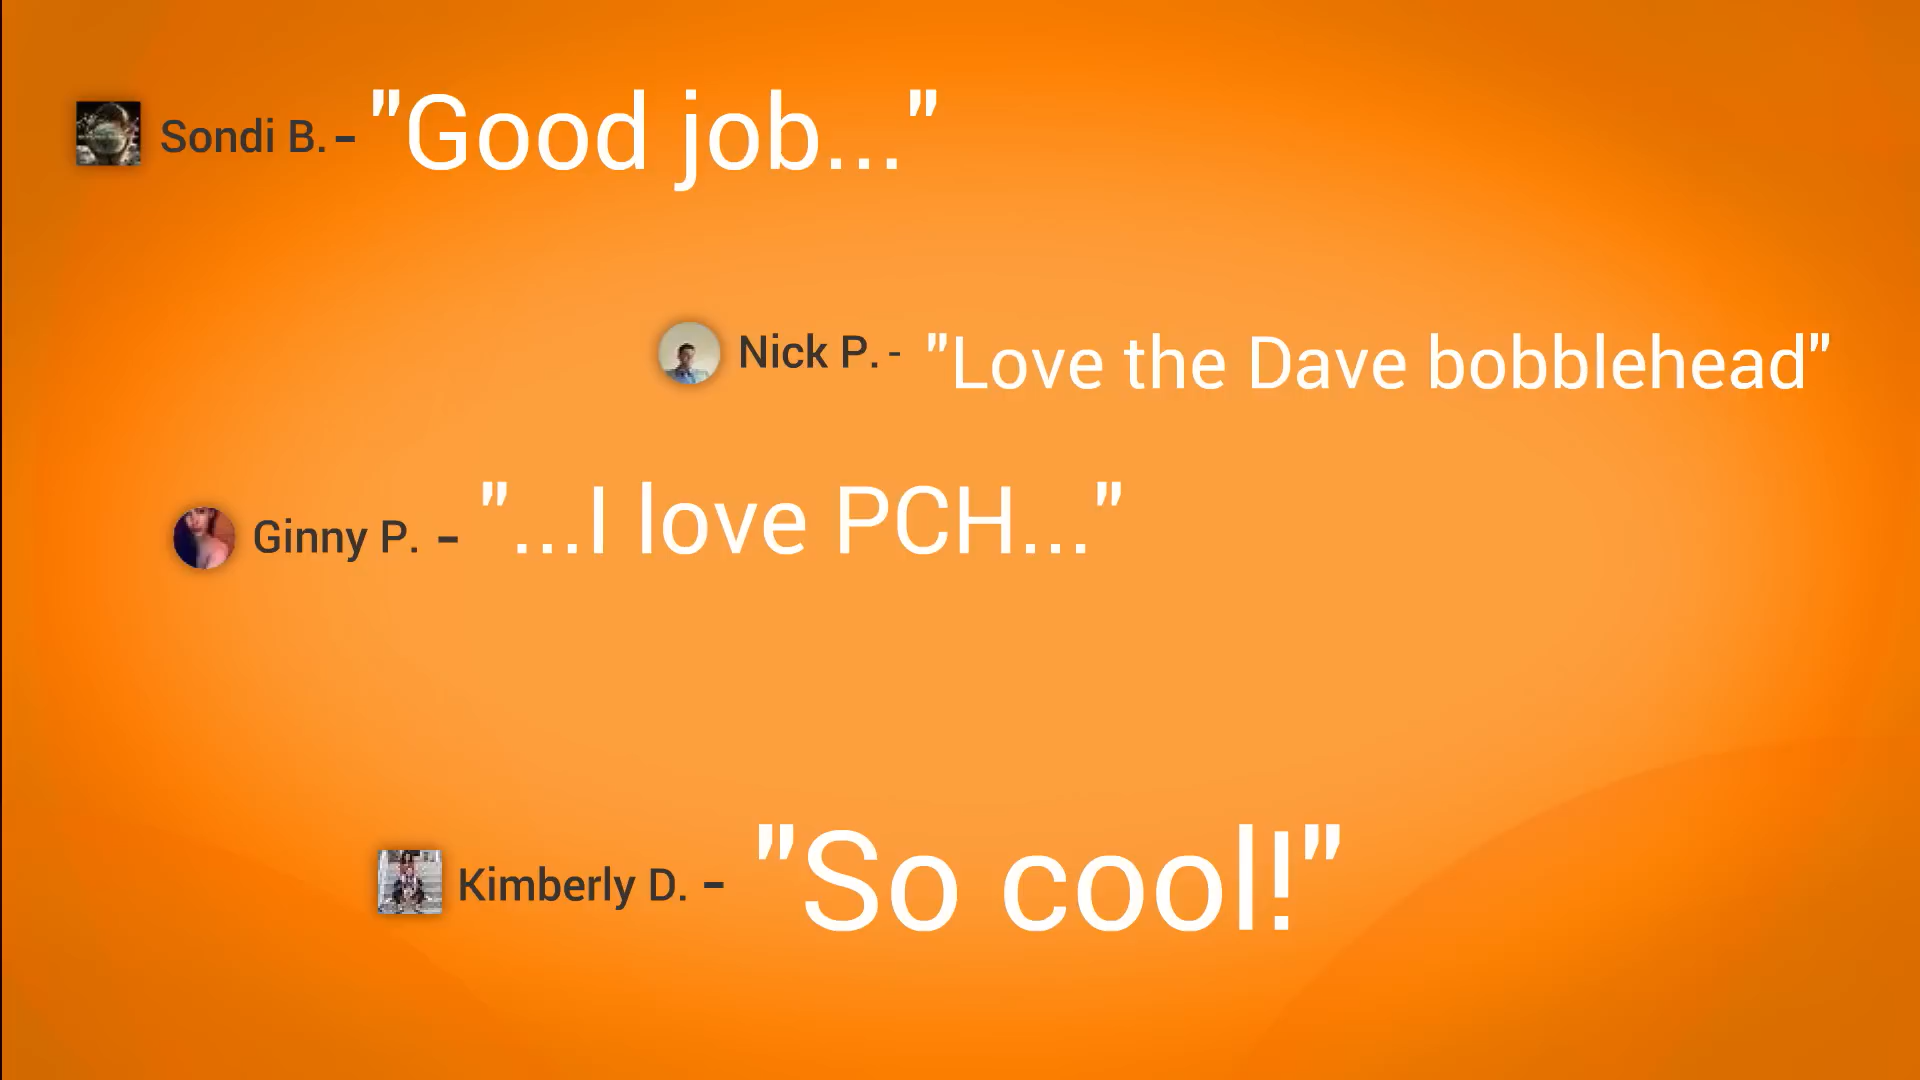 Sondi B. - "Good job..."
Nick P. - "Love the Dave bobblehead"
Ginny P. - "...I love PCH..."
Kimberly D. - "So cool!"